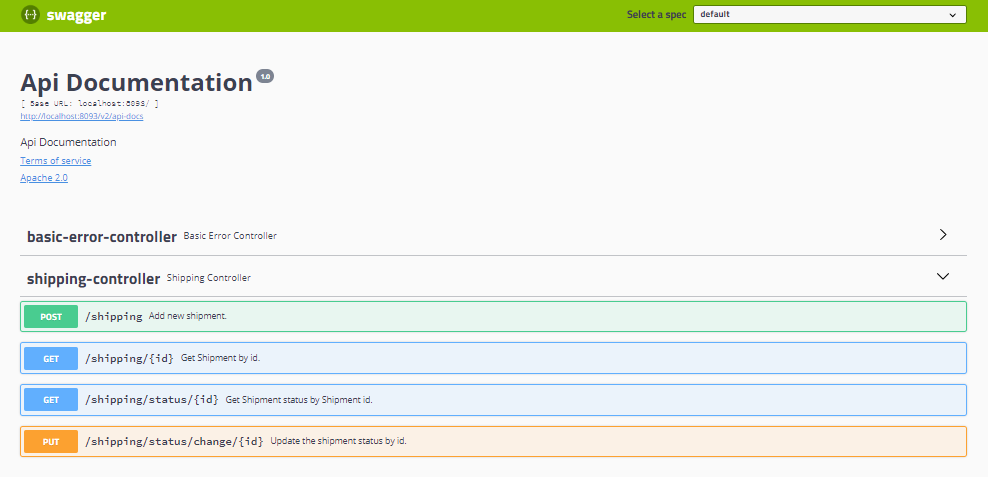 {···} swagger
Select a spec default
Api Documentation 1.0
[ Base URL: localhost:8093/ ]
http://localhost:8093/v2/api-docs
Api Documentation
Terms of service
Apache 2.0
basic-error-controller Basic Error Controller
shipping-controller Shipping Controller
POST /shipping Add new shipment.
GET /shipping/{id} Get Shipment by id.
GET /shipping/status/{id} Get Shipment status by Shipment id.
PUT /shipping/status/change/{id} Update the shipment status by id.